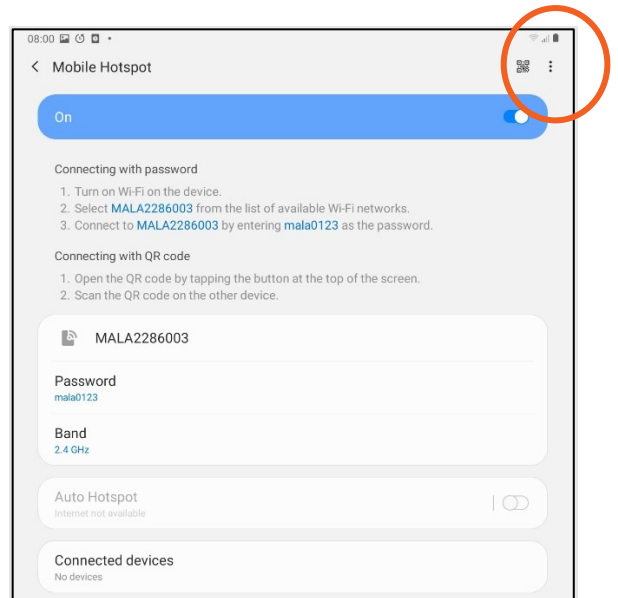 08:00
Mobile Hotspot
On
Connecting with password
1. Turn on Wi-Fi on the device.
2. Select MALA2286003 from the list of available Wi-Fi networks.
3. Connect to MALA2286003 by entering mala0123 as the password.
Connecting with QR code
1. Open the QR code by tapping the button at the top of the screen.
2. Scan the QR code on the other device.
MALA2286003
Password
mala0123
Band
2.4 GHz
Auto Hotspot
Internet not available
Connected devices
No devices